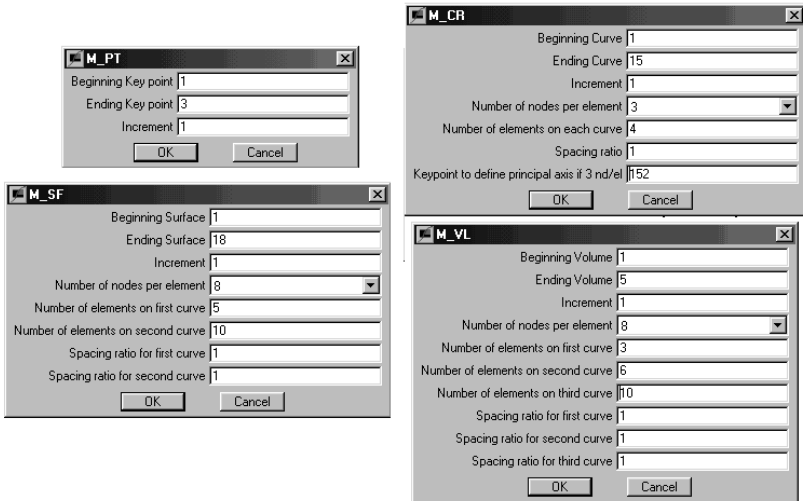 M_PT
Beginning Key point 1
Ending Key point 3
Increment 1
OK Cancel
M_CR
Beginning Curve 1
Ending Curve 15
Increment 1
Number of nodes per element 3
Number of elements on each curve 4
Spacing ratio 1
Keypoint to define principal axis if 3 nd/el 152
OK Cancel
M_SF
Beginning Surface 1
Ending Surface 18
Increment 1
Number of nodes per element 8
Number of elements on first curve 5
Number of elements on second curve 10
Spacing ratio for first curve 1
Spacing ratio for second curve 1
OK Cancel
M_VL
Beginning Volume 1
Ending Volume 5
Increment 1
Number of nodes per element 8
Number of elements on first curve 3
Number of elements on second curve 6
Number of elements on third curve 10
Spacing ratio for first curve 1
Spacing ratio for second curve 1
Spacing ratio for third curve 1
OK Cancel